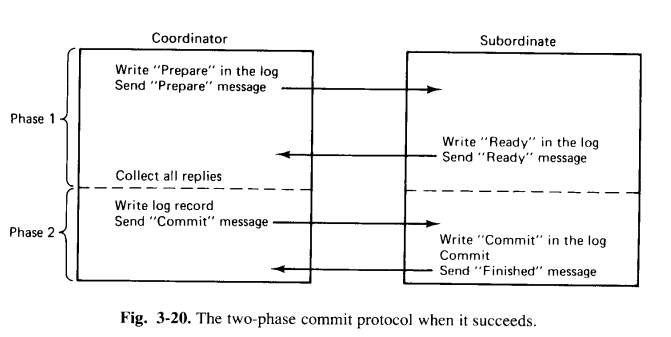 Coordinator
Subordinate
Write "Prepare" in the log
Send "Prepare" message
Phase 1
Write "Ready" in the log
Send "Ready" message
Collect all replies
Write log record
Send "Commit" message
Phase 2
Write "Commit" in the log
Commit
Send "Finished" message
Fig. 3-20. The two-phase commit protocol when it succeeds.